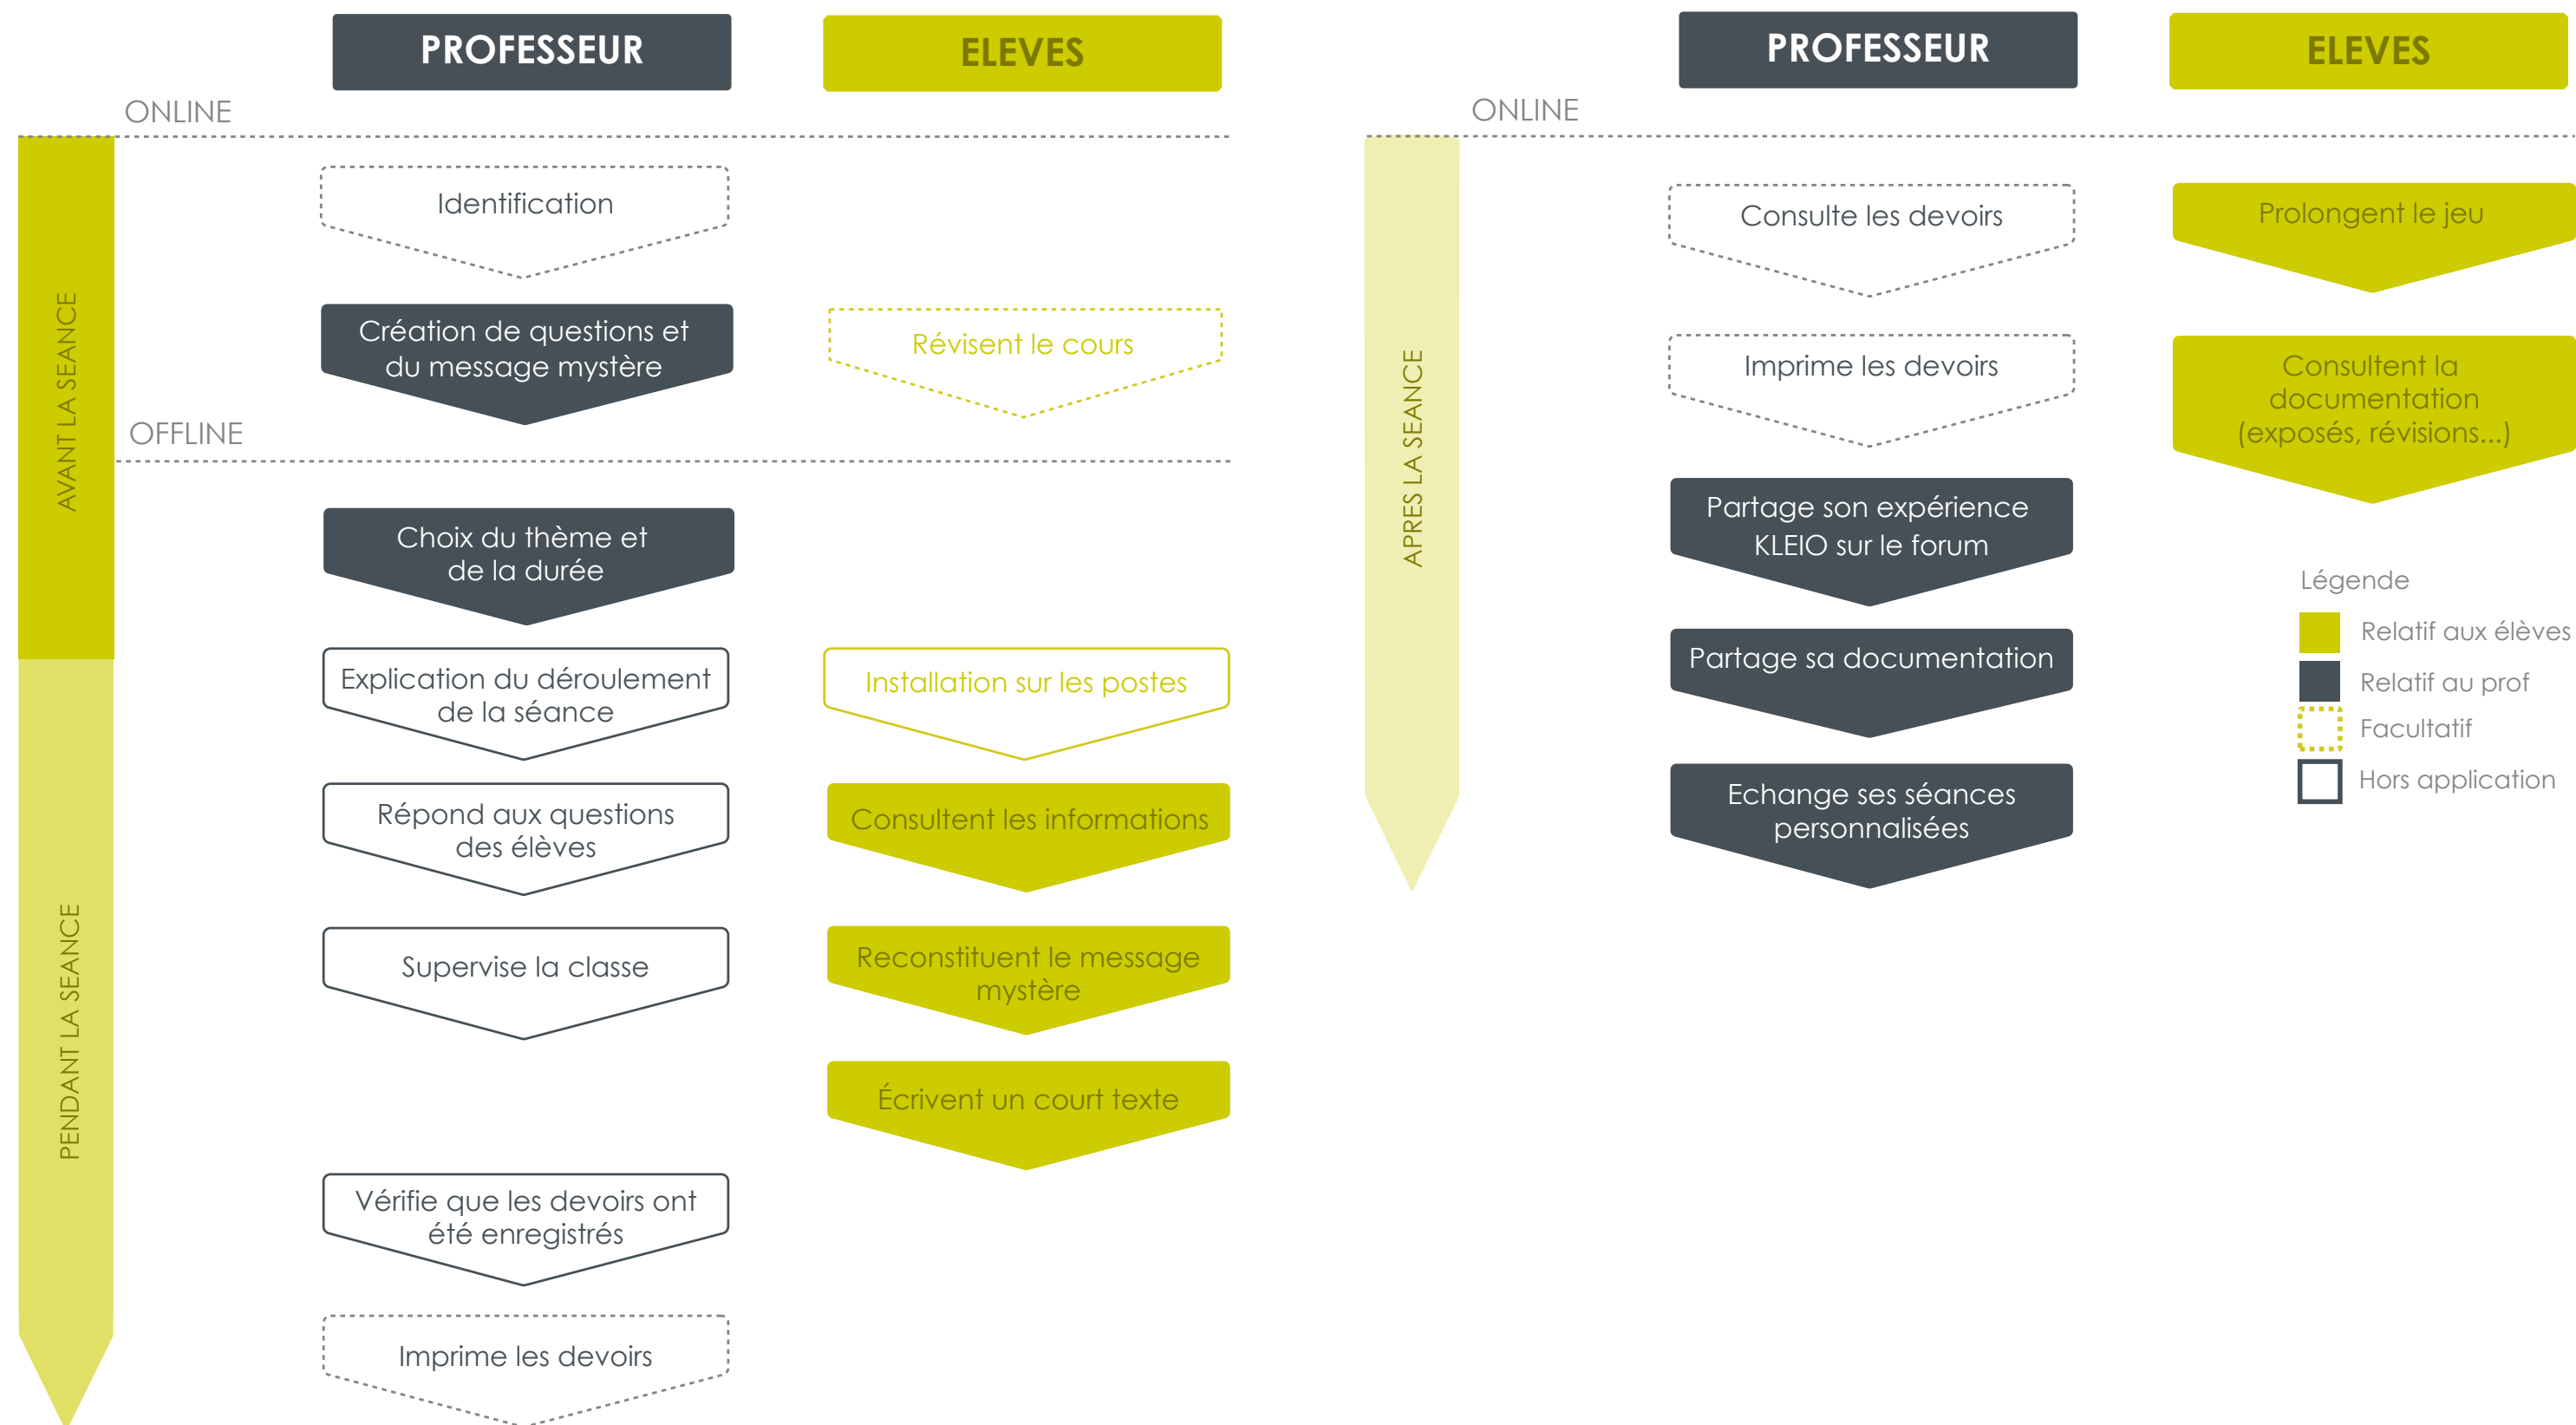 PROFESSEUR
ELEVES
ONLINE
AVANT LA SEANCE
Identification
Création de questions et
du message mystère
Révisent le cours
OFFLINE
Choix du thème et
de la durée
PENDANT LA SEANCE
Explication du déroulement
de la séance
Installation sur les postes
Répond aux questions
des élèves
Consultent les informations
Supervise la classe
Reconstituent le message
mystère
Écrivent un court texte
Vérifie que les devoirs ont
été enregistrés
Imprime les devoirs
PROFESSEUR
ELEVES
ONLINE
APRES LA SEANCE
Consulte les devoirs
Prolongent le jeu
Imprime les devoirs
Consultent la
documentation
(exposés, révisions...)
Partage son expérience
KLEIO sur le forum
Partage sa documentation
Echange ses séances
personnalisées
Légende
Relatif aux élèves
Relatif au prof
Facultatif
Hors application